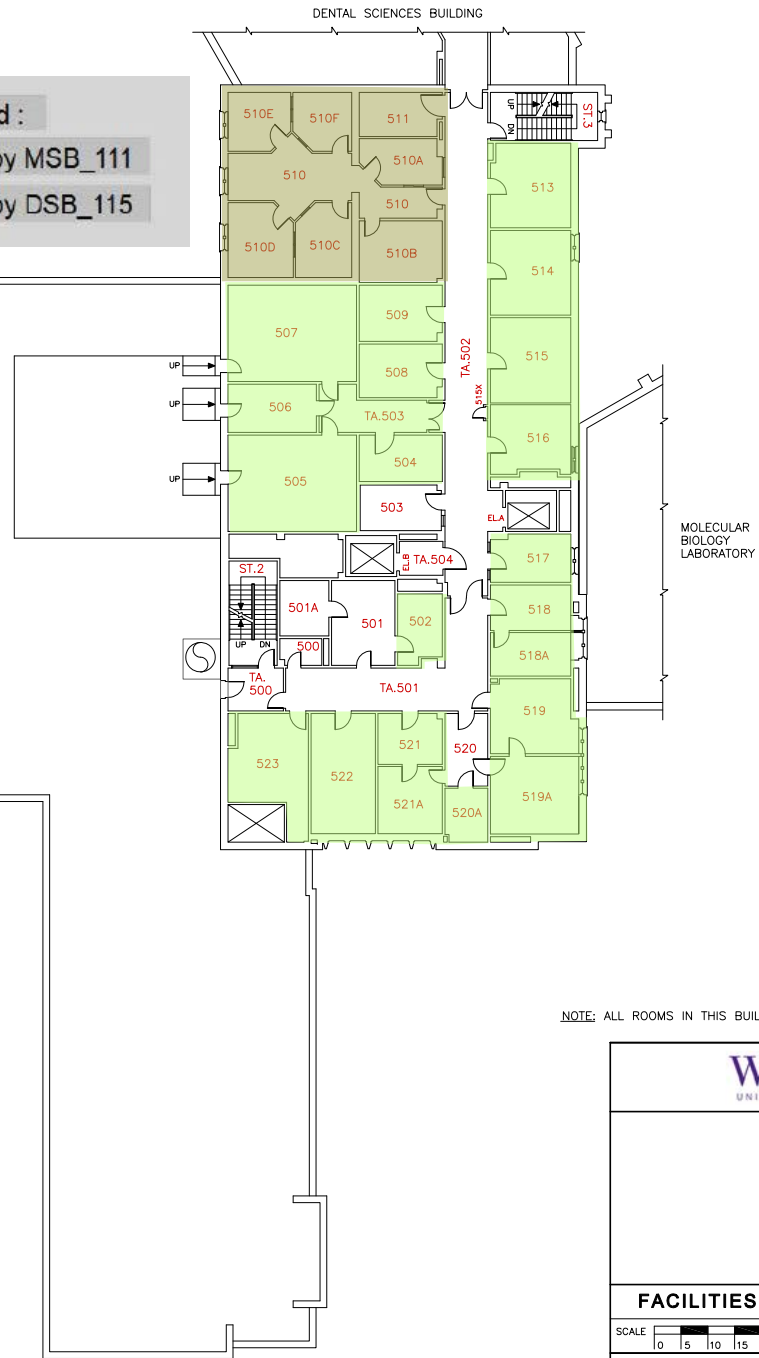 DENTAL SCIENCES BUILDING
d :
by MSB_111
by DSB_115
510E
510F
511
UP
DN
ST.3
510A
510
510
513
510D
510C
510B
514
509
507
TA.502
515
508
UP
515X
506
TA.503
UP
516
504
505
UP
503
EL.A
MOLECULAR
BIOLOGY
LABORATORY
EL.B
TA.504
517
ST.2
501A
501
502
518
UP
DN
500
518A
TA.
500
TA.501
519
521
520
523
522
521A
520A
519A
NOTE: ALL ROOMS IN THIS BUIL
W
UNI
FACILITIES
SCALE
0 5 10 15